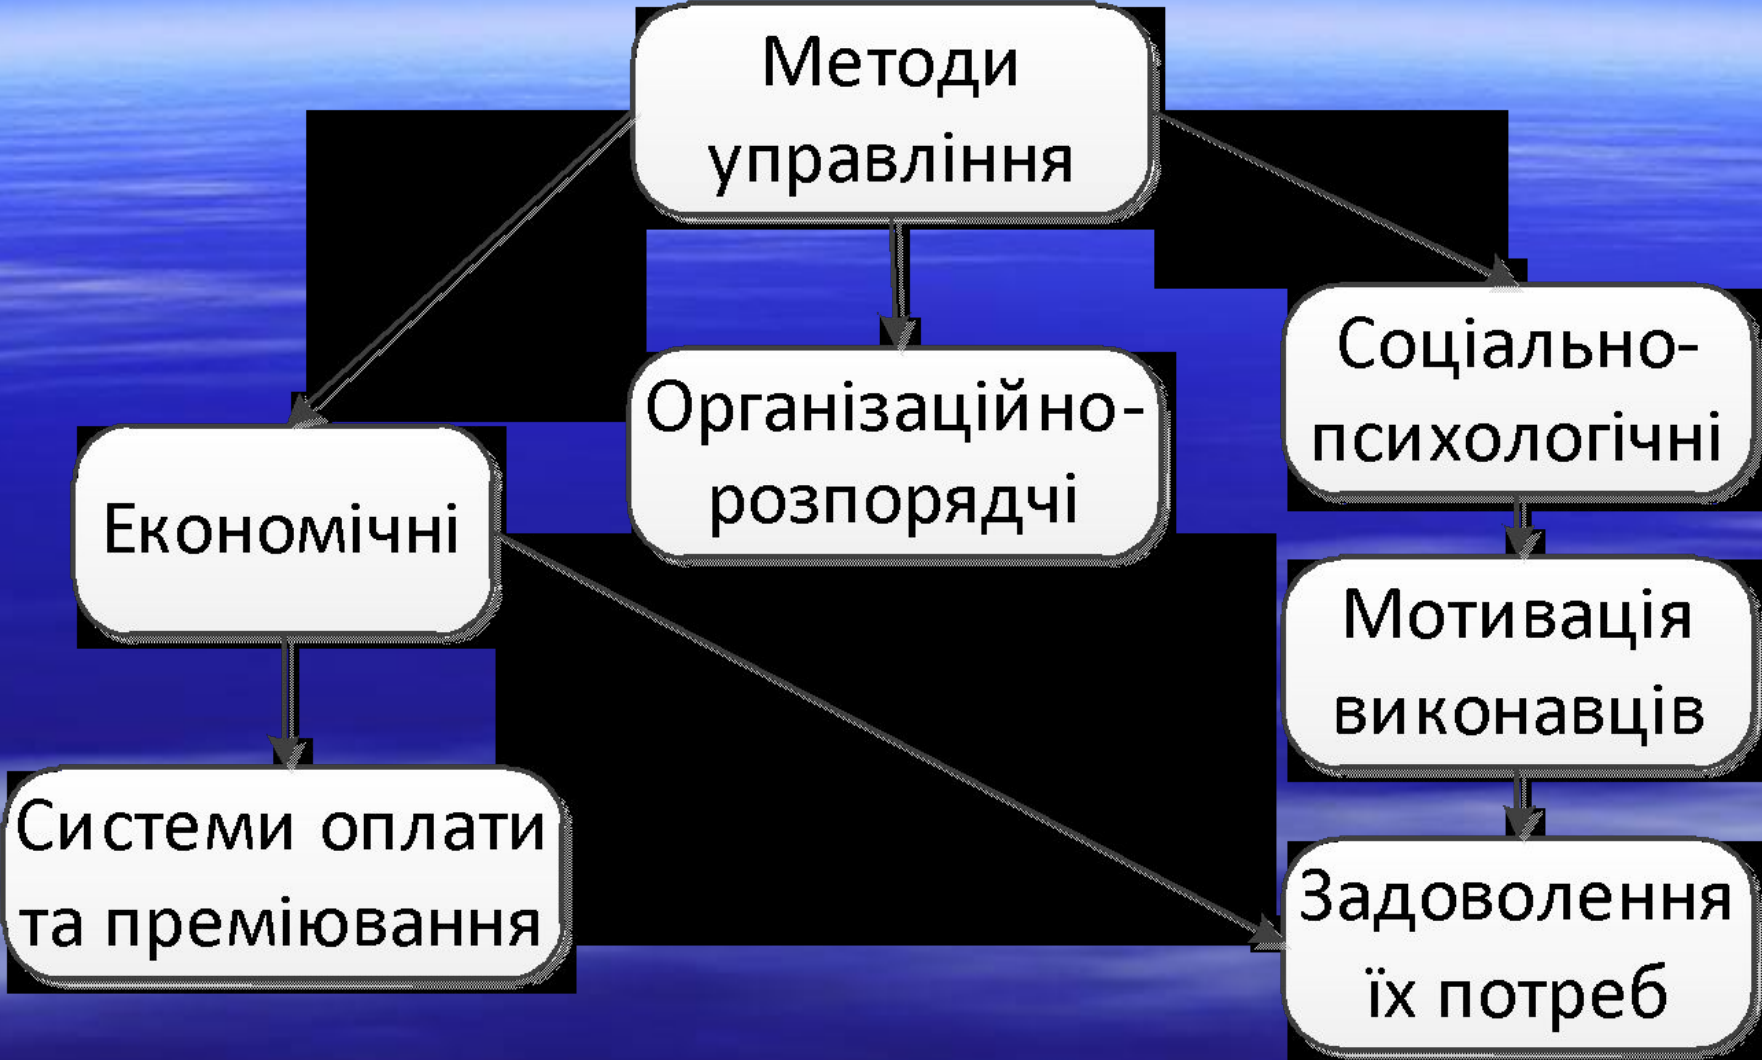 Методи
управління
Організаційно-
розпорядчі
Соціально-
психологічні
Економічні
Мотивація
виконавців
Системи оплати
та преміювання
Задоволення
їх потреб